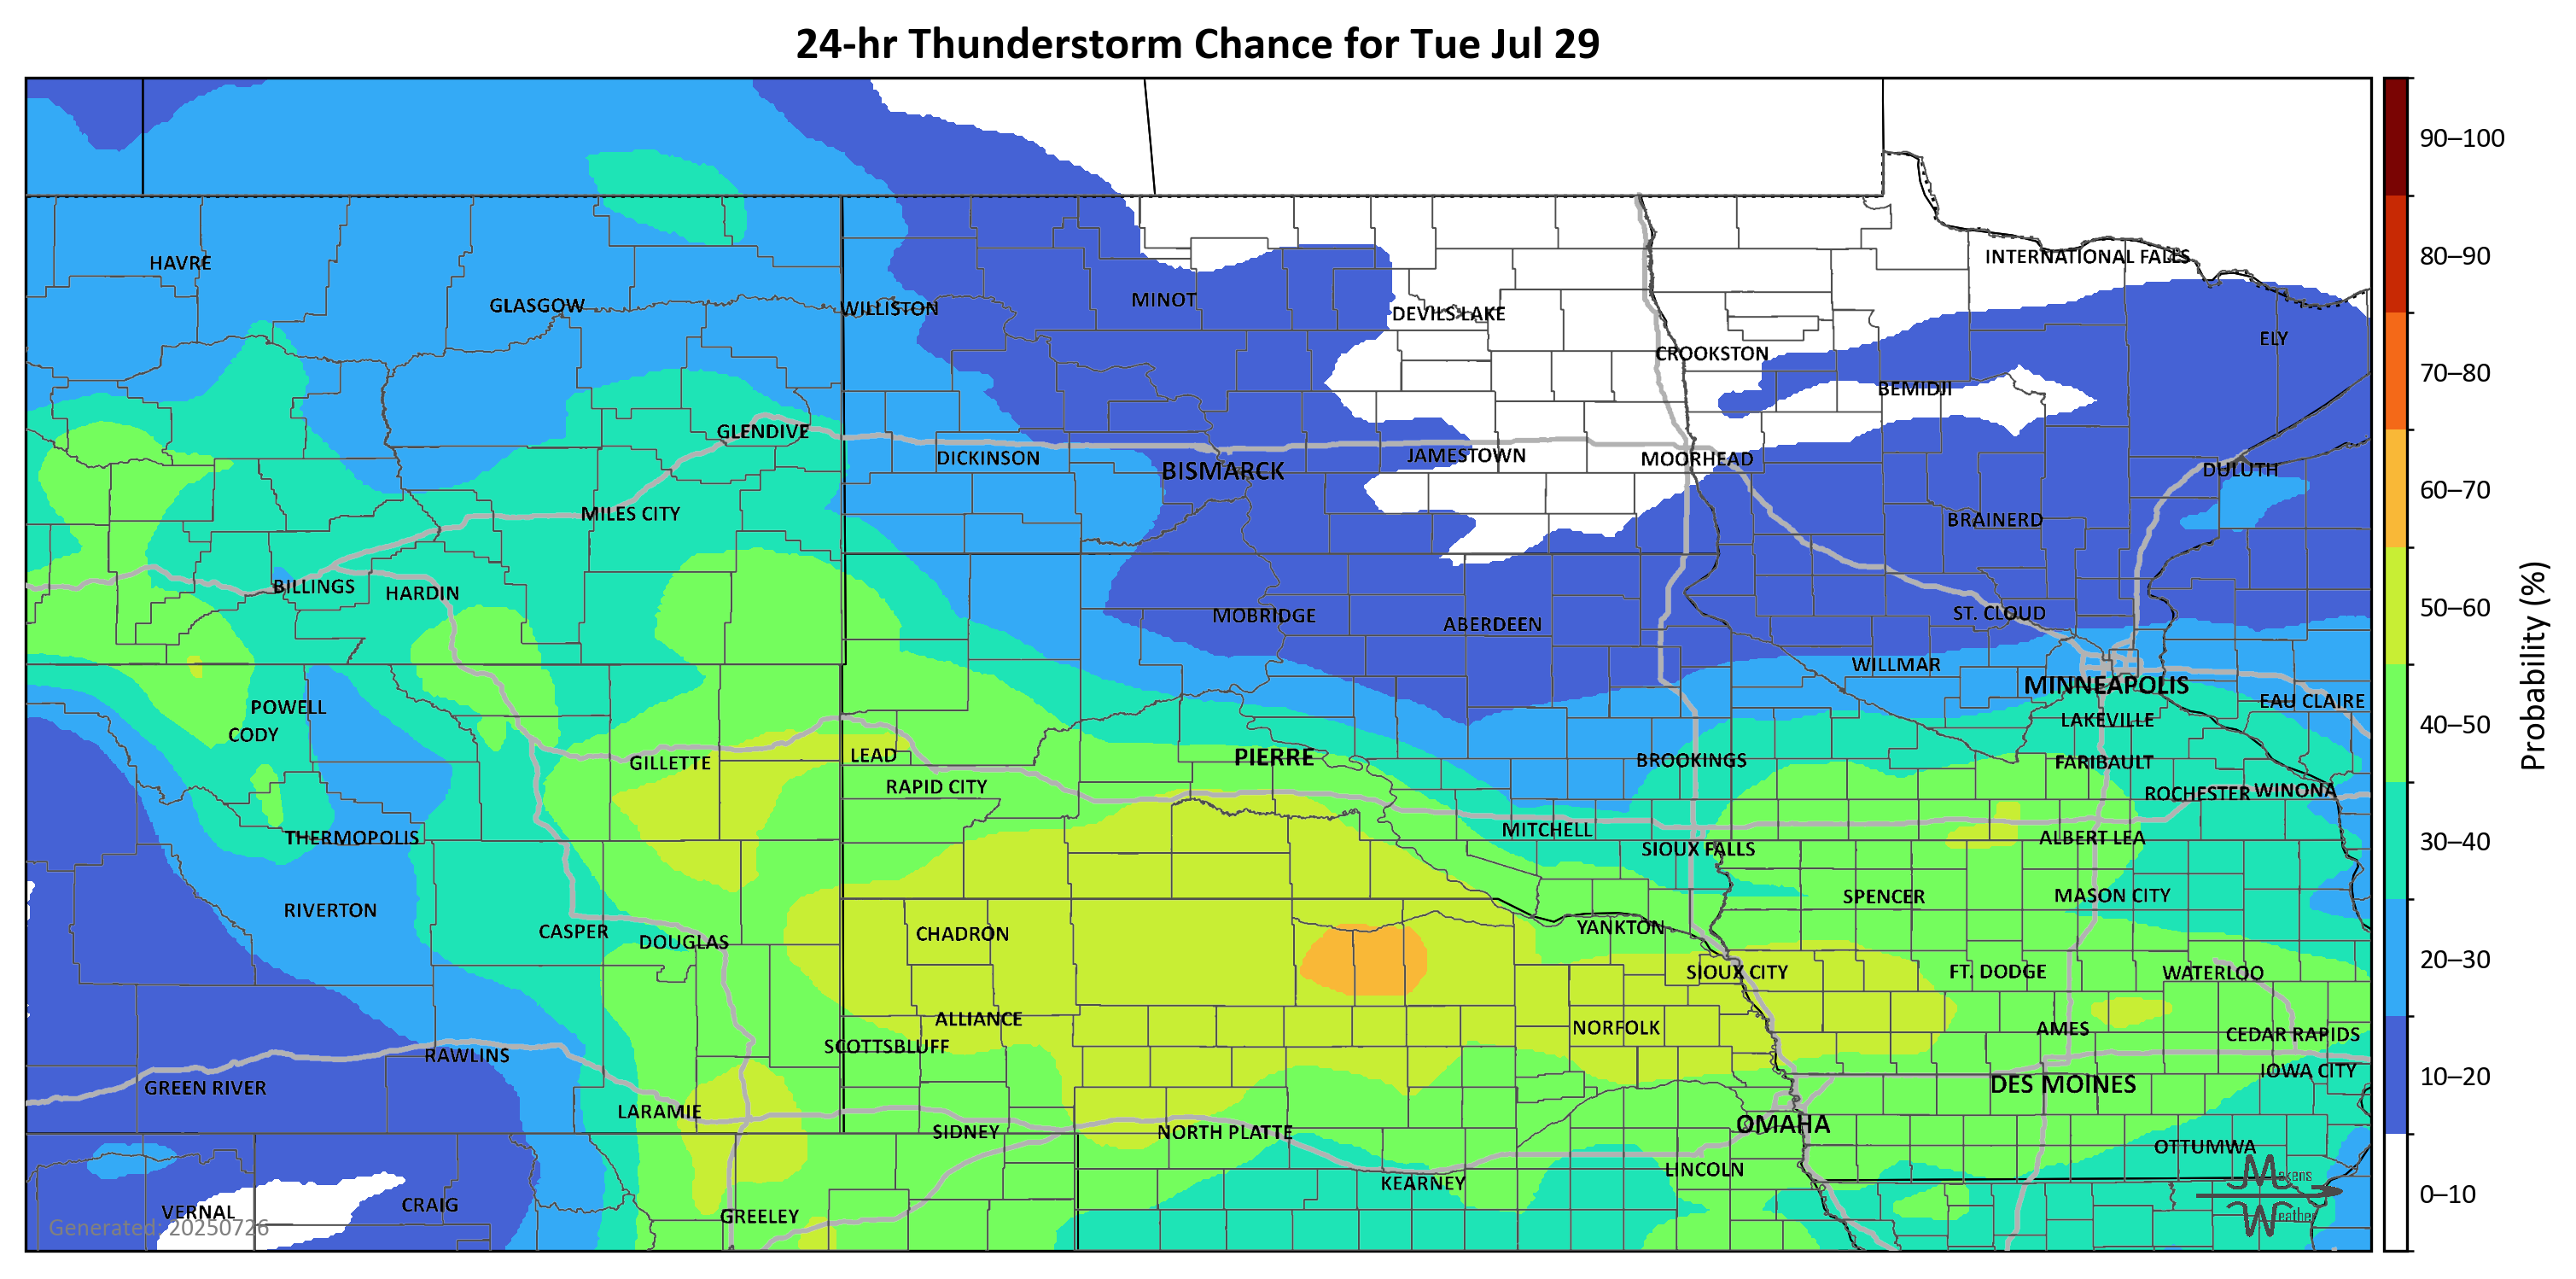 24-hr Thunderstorm Chance for Tue Jul 29
90–100
80–90
70–80
60–70
50–60
40–50
30–40
20–30
10–20
0–10
Probability (%)
INTERNATIONAL FALLS
HAVRE
GLASGOW
WILLISTON
MINOT
DEVILS LAKE
ELY
CROOKSTON
BEMIDJI
GLENDIVE
DICKINSON
BISMARCK
JAMESTOWN
MOORHEAD
DULUTH
MILES CITY
BRAINERD
BILLINGS
HARDIN
MOBRIDGE
ABERDEEN
ST. CLOUD
WILLMAR
MINNEAPOLIS
EAU CLAIRE
POWELL
LAKEVILLE
CODY
LEAD
PIERRE
BROOKINGS
GILLETTE
FARIBAULT
RAPID CITY
ROCHESTER
WINONA
THERMOPOLIS
MITCHELL
ALBERT LEA
SIOUX FALLS
SPENCER
MASON CITY
RIVERTON
CASPER
DOUGLAS
CHADRON
YANKTON
SIOUX CITY
FT. DODGE
WATERLOO
ALLIANCE
NORFOLK
AMES
CEDAR RAPIDS
SCOTTSBLUFF
RAWLINS
IOWA CITY
GREEN RIVER
DES MOINES
LARAMIE
OMAHA
SIDNEY
NORTH PLATTE
OTTUMWA
LINCOLN
KEARNEY
VERNAL
CRAIG
GREELEY
Generated: 20250726
Makens
Weather